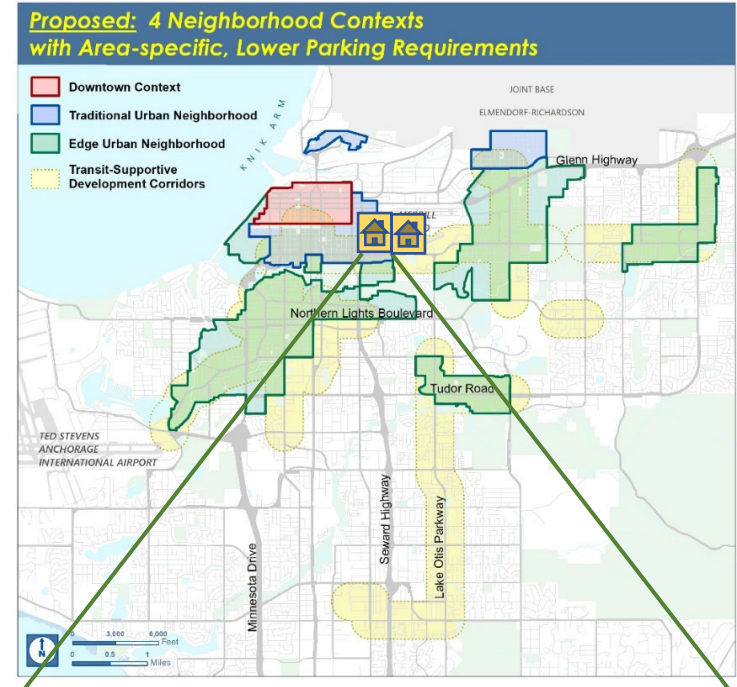 Proposed: 4 Neighborhood Contexts
with Area-specific, Lower Parking Requirements
Downtown Context
Traditional Urban Neighborhood
Edge Urban Neighborhood
Transit-Supportive
Development Corridors
KNIK ARM
JOINT BASE
ELMENDORF-RICHARDSON
Glenn Highway
Northern Lights Boulevard
Tudor Road
TED STEVENS
ANCHORAGE
INTERNATIONAL AIRPORT
Minnesota Drive
Seward Highway
Lake Otis Parkway
0 3,000 6,000
Feet
0 0.5 1
Miles
N